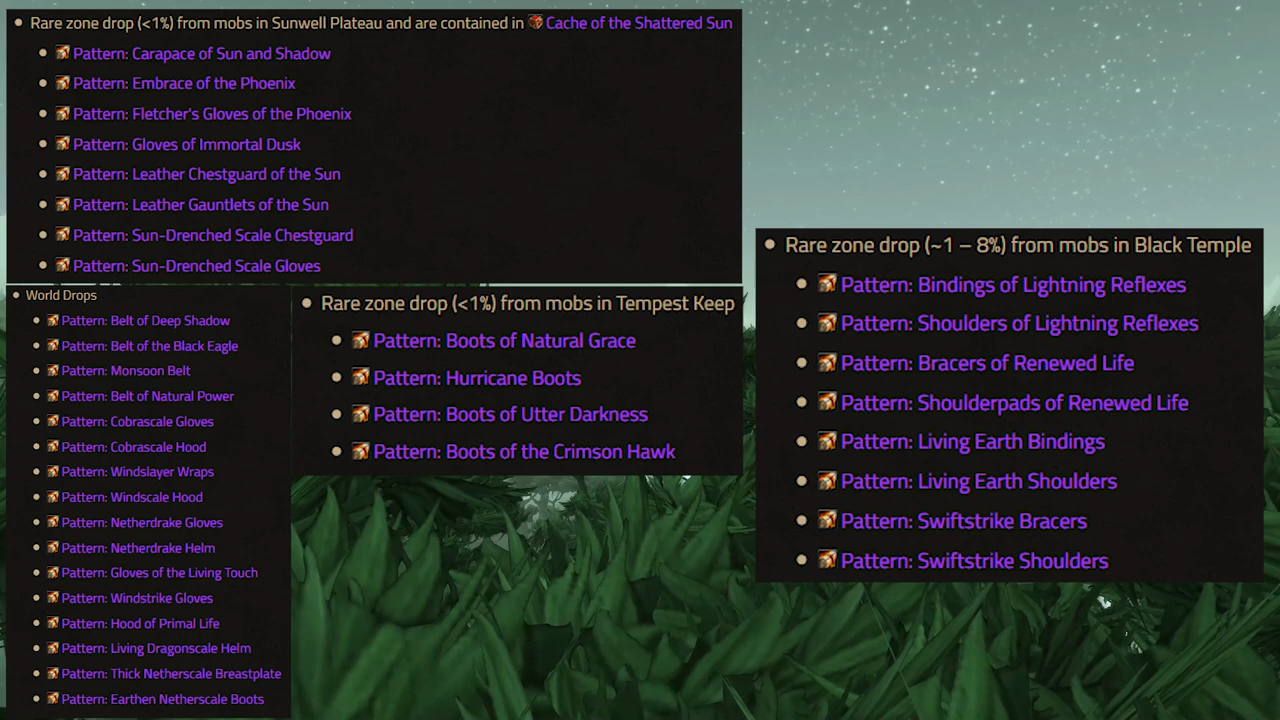 Rare zone drop (<1%) from mobs in Sunwell Plateau and are contained in Cache of the Shattered Sun
Pattern: Carapace of Sun and Shadow
Pattern: Embrace of the Phoenix
Pattern: Fletcher's Gloves of the Phoenix
Pattern: Gloves of Immortal Dusk
Pattern: Leather Chestguard of the Sun
Pattern: Leather Gauntlets of the Sun
Pattern: Sun-Drenched Scale Chestguard
Pattern: Sun-Drenched Scale Gloves
World Drops
Pattern: Belt of Deep Shadow
Pattern: Belt of the Black Eagle
Pattern: Monsoon Belt
Pattern: Belt of Natural Power
Pattern: Cobrascale Gloves
Pattern: Cobrascale Hood
Pattern: Windslayer Wraps
Pattern: Windscale Hood
Pattern: Netherdrake Gloves
Pattern: Netherdrake Helm
Pattern: Gloves of the Living Touch
Pattern: Windstrike Gloves
Pattern: Hood of Primal Life
Pattern: Living Dragonscale Helm
Pattern: Thick Netherscale Breastplate
Pattern: Earthen Netherscale Boots
Rare zone drop (<1%) from mobs in Tempest Keep
Pattern: Boots of Natural Grace
Pattern: Hurricane Boots
Pattern: Boots of Utter Darkness
Pattern: Boots of the Crimson Hawk
Rare zone drop (~1 – 8%) from mobs in Black Temple
Pattern: Bindings of Lightning Reflexes
Pattern: Shoulders of Lightning Reflexes
Pattern: Bracers of Renewed Life
Pattern: Shoulderpads of Renewed Life
Pattern: Living Earth Bindings
Pattern: Living Earth Shoulders
Pattern: Swiftstrike Bracers
Pattern: Swiftstrike Shoulders